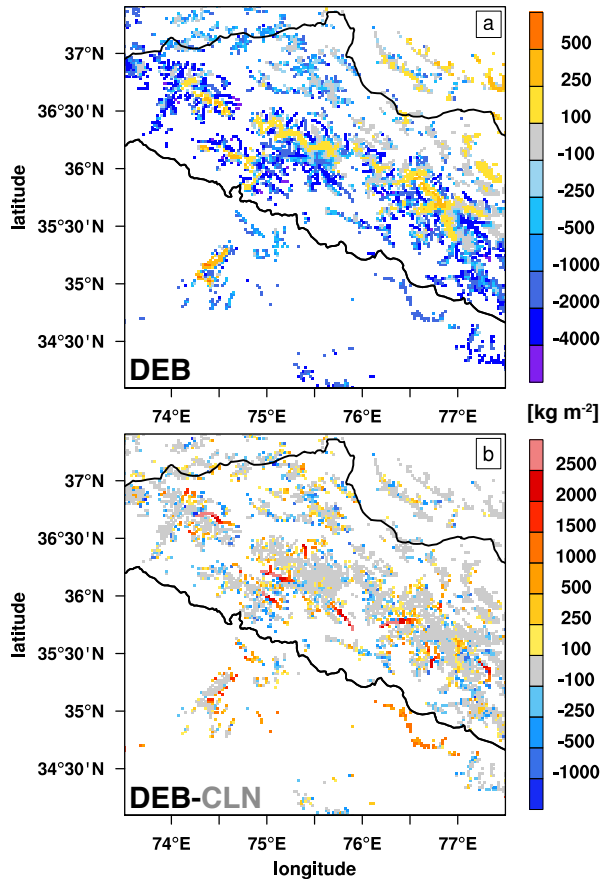 a
37°N
36°30'N
36°N
35°30'N
35°N
34°30'N
latitude
DEB
74°E 75°E 76°E 77°E
500
250
100
-100
-250
-500
-1000
-2000
-4000
[kg m-2]
b
37°N
36°30'N
36°N
35°30'N
35°N
34°30'N
latitude
DEB-CLN
74°E 75°E 76°E 77°E
longitude
2500
2000
1500
1000
500
250
100
-100
-250
-500
-1000